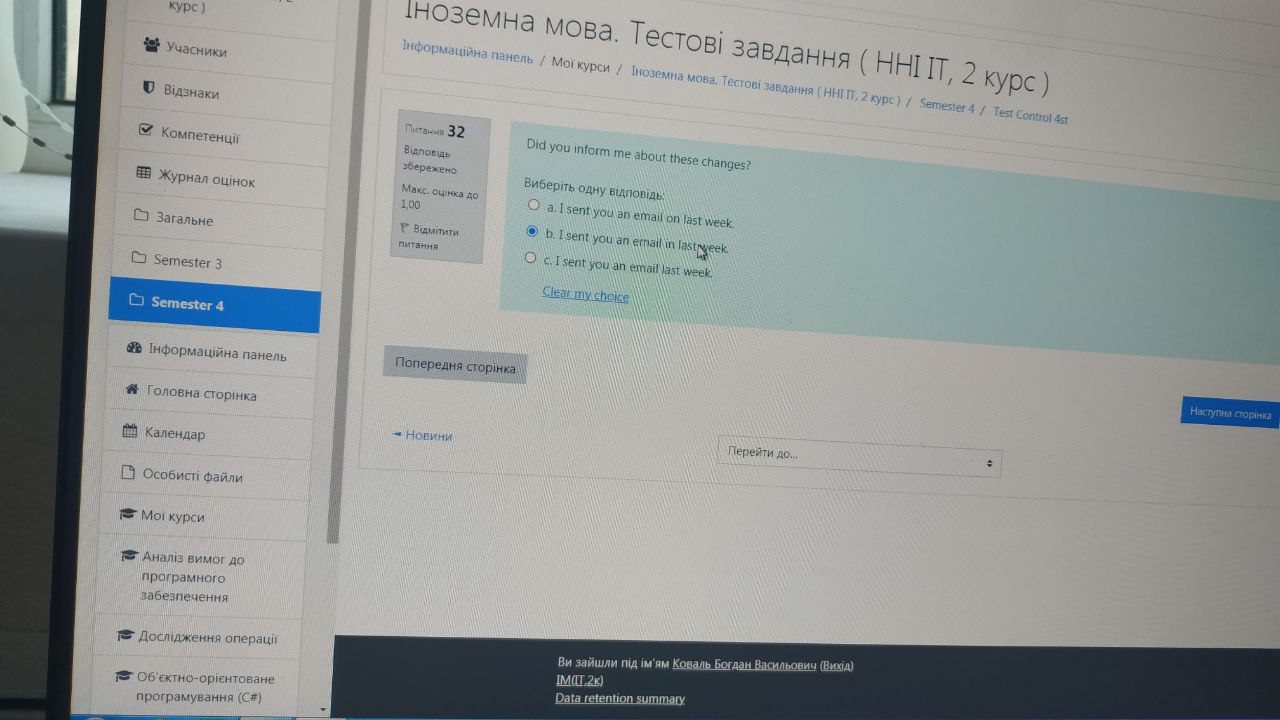 курс )
Учасники
Відзнаки
Компетенції
Журнал оцінок
Загальне
Semester 3
Semester 4
Інформаційна панель
Головна сторінка
Календар
Особисті файли
Мої курси
Аналіз вимог до
програмного
забезпечення
Дослідження операції
Об'єктно-орієнтоване
програмування (C#)
Іноземна мова. Тестові завдання ( ННІ ІТ, 2 курс )
Інформаційна панель / Мої курси / Іноземна мова. Тестові завдання ( ННІ ІТ, 2 курс ) / Semester 4 / Test Control 4st
Питання 32
Відповідь
збережено
Макс. оцінка до
1,00
Відмітити
питання
Did you inform me about these changes?
Виберіть одну відповідь:
a. I sent you an email on last week.
b. I sent you an email in last week.
c. I sent you an email last week.
Clear my choice
Попередня сторінка
Наступна сторінка
◄ Новини
Перейти до...
Ви зайшли під ім'ям Коваль Богдан Васильович (Вихід)
ІМ(ІТ,2к)
Data retention summary